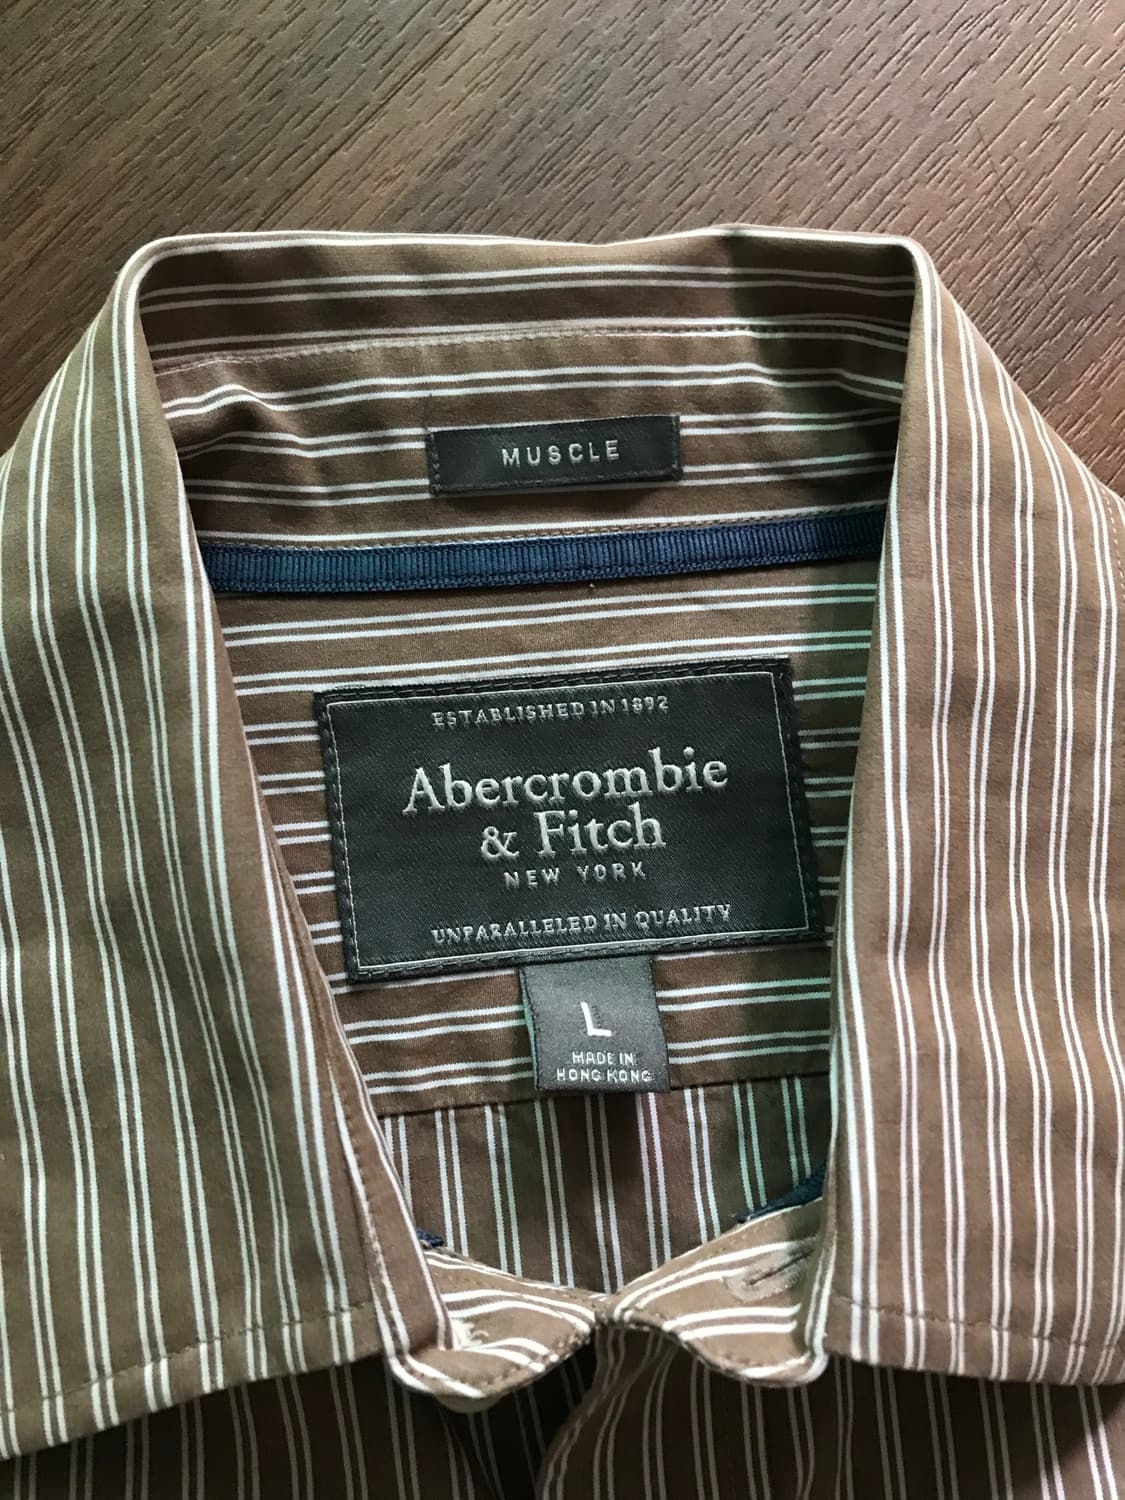 MUSCLE
ESTABLISHED IN 1892
Abercrombie
& Fitch
NEW YORK
UNPARALLELED IN QUALITY
L
MADE IN
HONG KONG